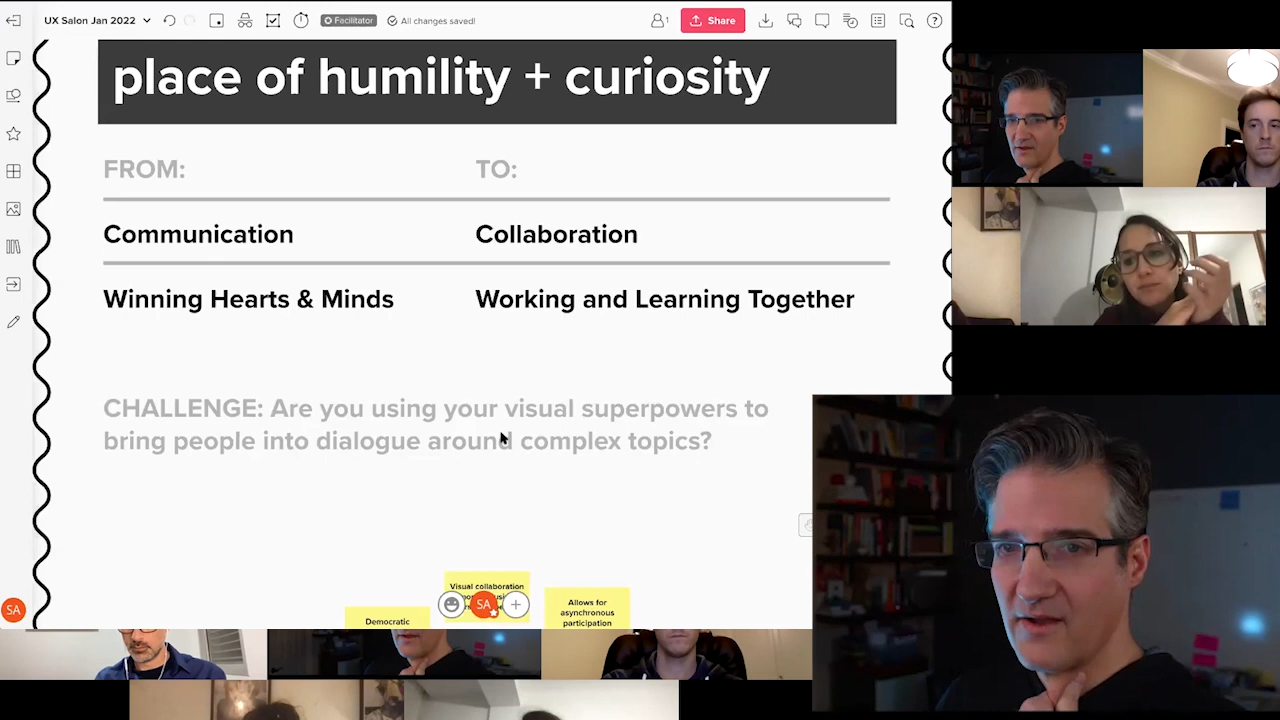 UX Salon Jan 2022
Facilitator
All changes saved!
1
Share
place of humility + curiosity
FROM: TO:
Communication Collaboration
Winning Hearts & Minds Working and Learning Together
CHALLENGE: Are you using your visual superpowers to
bring people into dialogue around complex topics?
Visual collaboration
SA
Democratic
Allows for
asynchronous
participation
SA